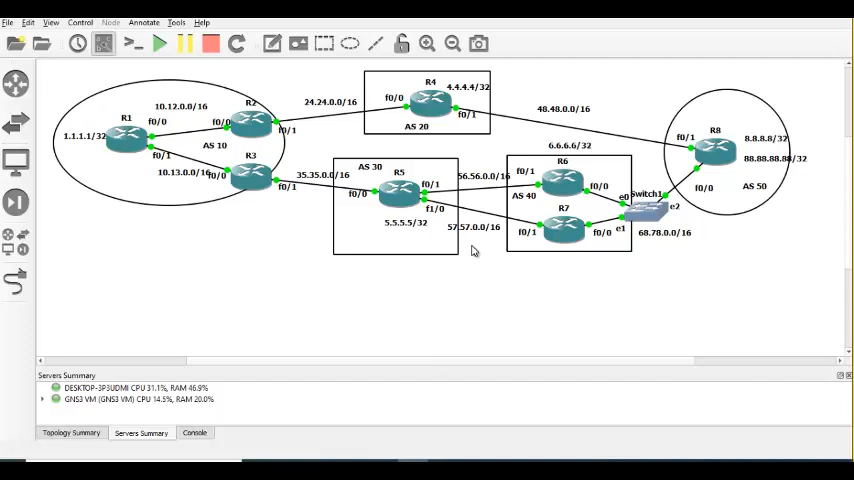 File Edit View Control Node Annotate Tools Help
R1
1.1.1.1/32
f0/0
f0/1
10.12.0.0/16
10.13.0.0/16
AS 10
R2
f0/0
f0/1
R3
f0/0
f0/1
24.24.0.0/16
35.35.0.0/16
R4
4.4.4.4/32
f0/0
f0/1
AS 20
48.48.0.0/16
AS 30
R5
f0/0
f0/1
f1/0
5.5.5.5/32
56.56.0.0/16
57.57.0.0/16
6.6.6.6/32
R6
f0/1
f0/0
AS 40
R7
f0/1
f0/0
Switch1
e0
e1
e2
68.78.0.0/16
R8
f0/1
f0/0
8.8.8.8/32
88.88.88.88/32
AS 50
Servers Summary
DESKTOP-3P3UDMI CPU 31.1%, RAM 46.9%
GNS3 VM (GNS3 VM) CPU 14.5%, RAM 20.0%
Topology Summary Servers Summary Console